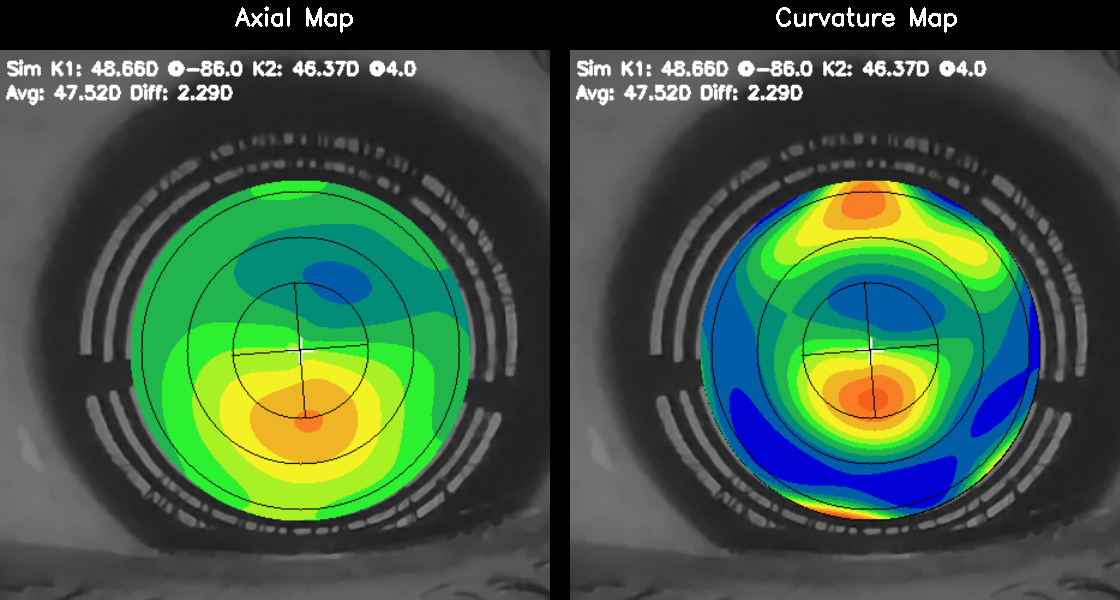 Axial Map
Curvature Map
Sim K1: 48.66D @-86.0 K2: 46.37D @4.0
Avg: 47.52D Diff: 2.29D
Sim K1: 48.66D @-86.0 K2: 46.37D @4.0
Avg: 47.52D Diff: 2.29D